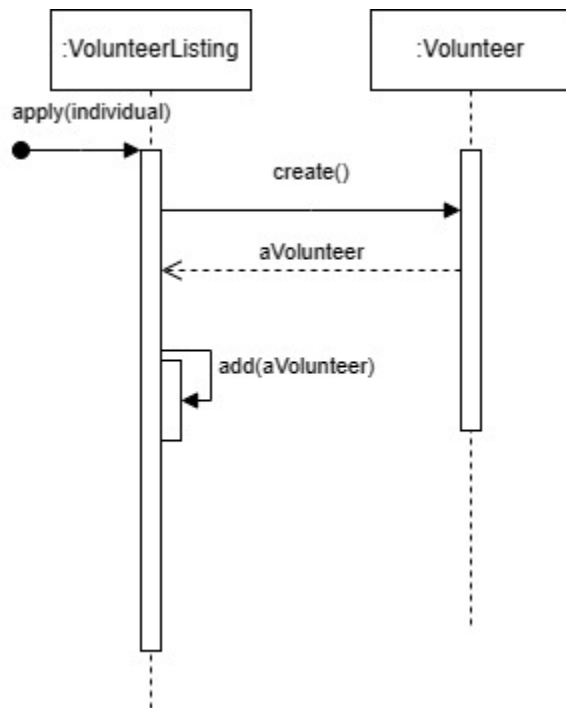 :VolunteerListing
:Volunteer
apply(individual)
create()
aVolunteer
add(aVolunteer)